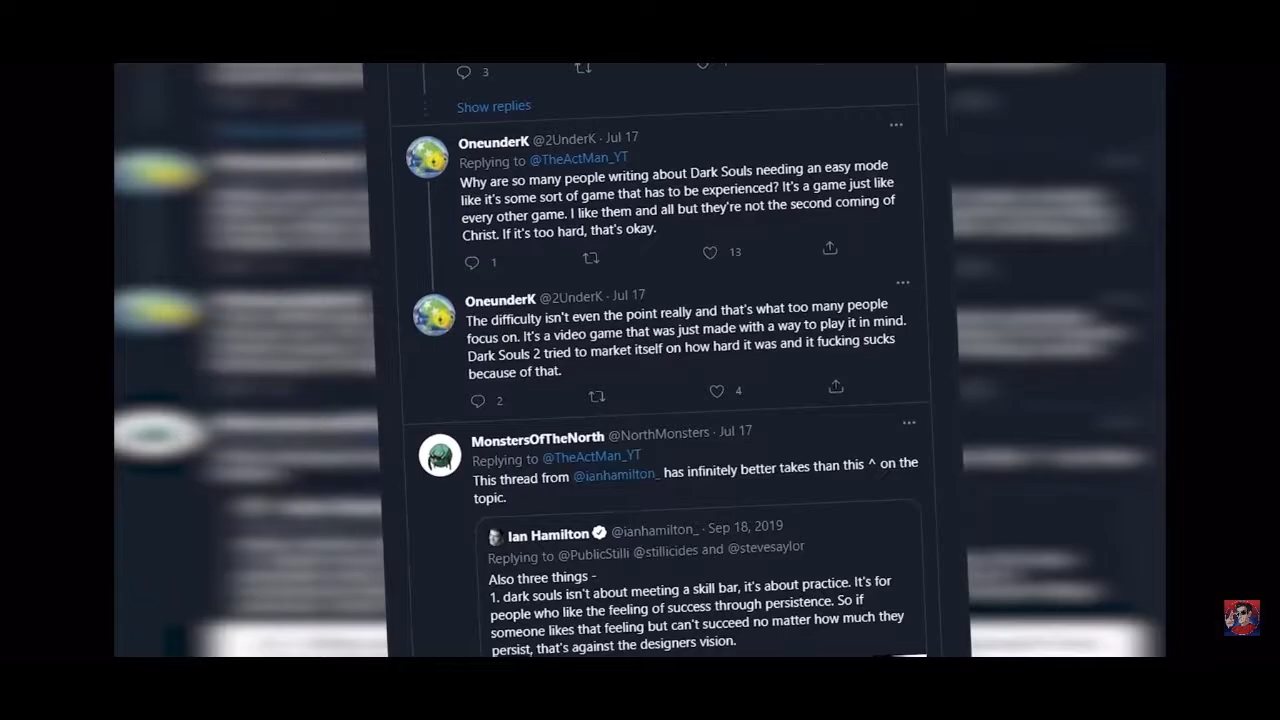 3
Show replies
OneunderK @2UnderK · Jul 17
Replying to @TheActMan_YT
Why are so many people writing about Dark Souls needing an easy mode
like it's some sort of game that has to be experienced? It's a game just like
every other game. I like them and all but they're not the second coming of
Christ. If it's too hard, that's okay.
1 13
OneunderK @2UnderK · Jul 17
The difficulty isn't even the point really and that's what too many people
focus on. It's a video game that was just made with a way to play it in mind.
Dark Souls 2 tried to market itself on how hard it was and it fucking sucks
because of that.
2 4
MonstersOfTheNorth @NorthMonsters · Jul 17
Replying to @TheActMan_YT
This thread from @ianhamilton_ has infinitely better takes than this ^ on the
topic.
Ian Hamilton @ianhamilton_ · Sep 18, 2019
Replying to @PublicStilli @stillicides and @stevesaylor
Also three things -
1. dark souls isn't about meeting a skill bar, it's about practice. It's for
people who like the feeling of success through persistence. So if
someone likes that feeling but can't succeed no matter how much they
persist, that's against the designers vision.